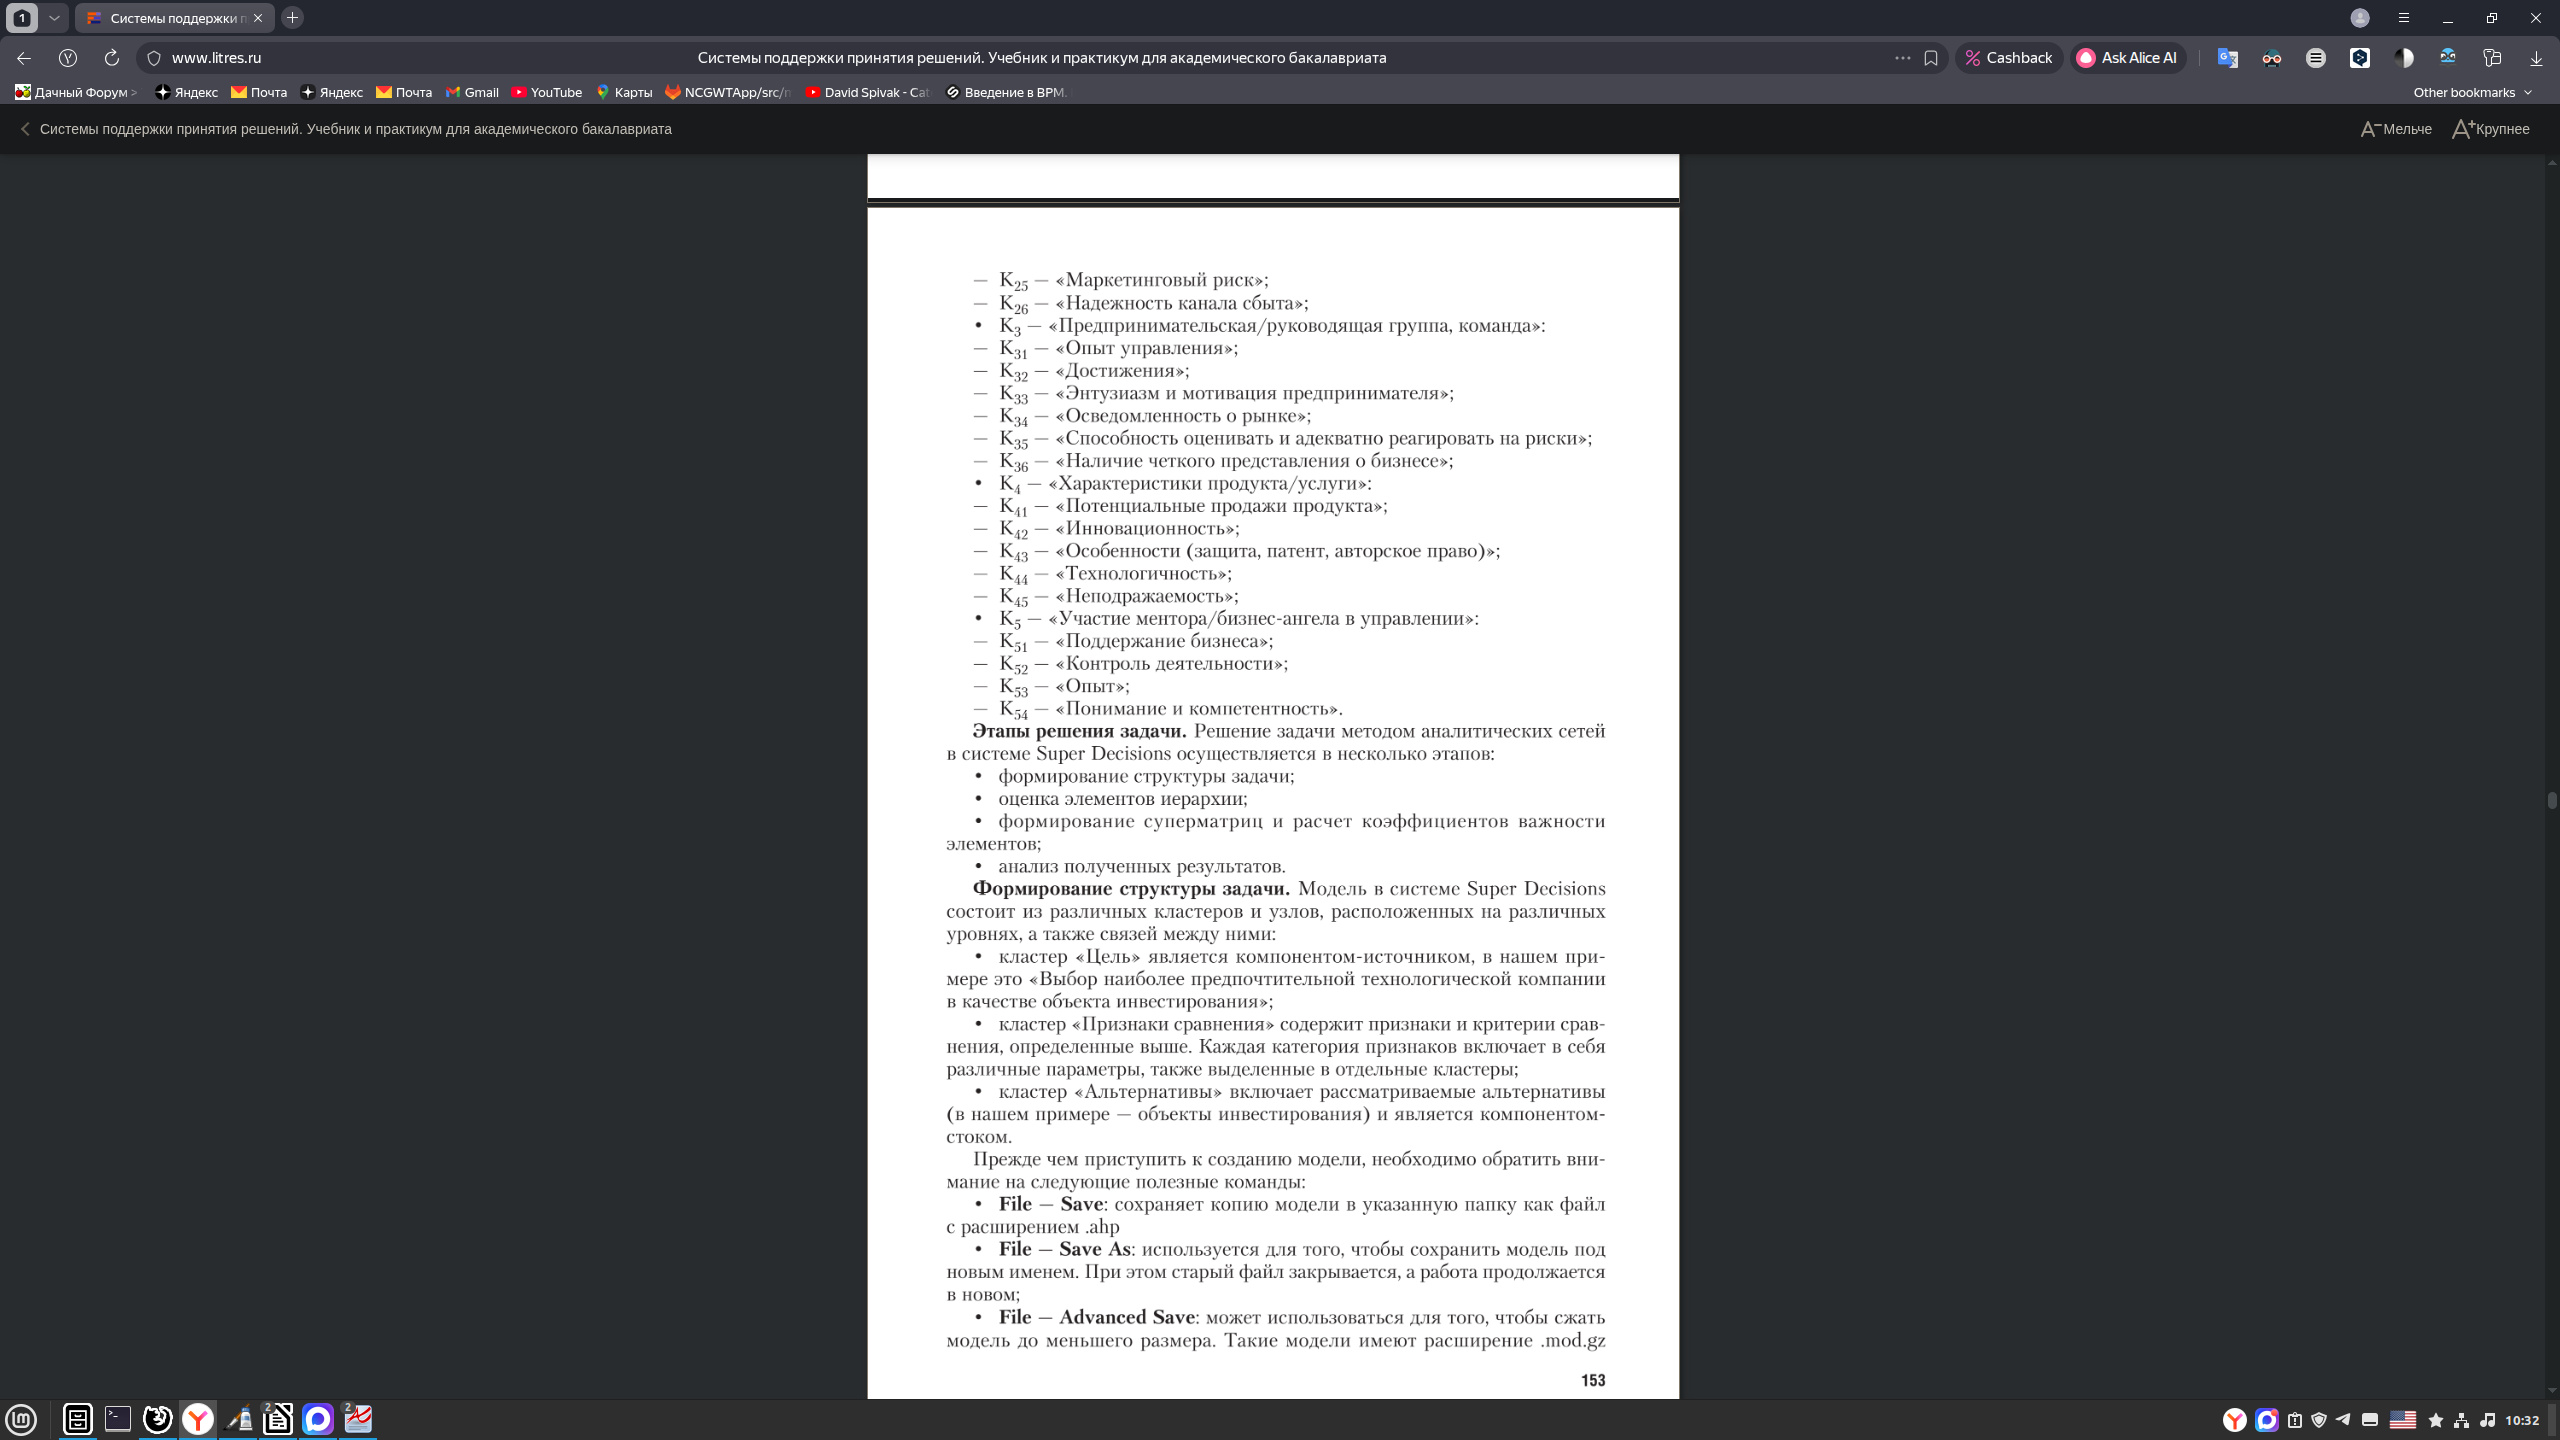 1
Системы поддержки п
www.litres.ru
Системы поддержки принятия решений. Учебник и практикум для академического бакалавриата
Cashback
Ask Alice AI
Дачный Форум >
Яндекс
Почта
Яндекс
Почта
Gmail
YouTube
Карты
NCGWTApp/src/
David Spivak - Cat
Введение в BPM.
Other bookmarks
Системы поддержки принятия решений. Учебник и практикум для академического бакалавриата
A− Мельче
A+ Крупнее
— K25 — «Маркетинговый риск»;
— K26 — «Надежность канала сбыта»;
• K3 — «Предпринимательская/руководящая группа, команда»:
— K31 — «Опыт управления»;
— K32 — «Достижения»;
— K33 — «Энтузиазм и мотивация предпринимателя»;
— K34 — «Осведомленность о рынке»;
— K35 — «Способность оценивать и адекватно реагировать на риски»;
— K36 — «Наличие четкого представления о бизнесе»;
• K4 — «Характеристики продукта/услуги»:
— K41 — «Потенциальные продажи продукта»;
— K42 — «Инновационность»;
— K43 — «Особенности (защита, патент, авторское право)»;
— K44 — «Технологичность»;
— K45 — «Неподражаемость»;
• K5 — «Участие ментора/бизнес-ангела в управлении»:
— K51 — «Поддержание бизнеса»;
— K52 — «Контроль деятельности»;
— K53 — «Опыт»;
— K54 — «Понимание и компетентность».
Этапы решения задачи. Решение задачи методом аналитических сетей
в системе Super Decisions осуществляется в несколько этапов:
• формирование структуры задачи;
• оценка элементов иерархии;
• формирование суперматриц и расчет коэффициентов важности
элементов;
• анализ полученных результатов.
Формирование структуры задачи. Модель в системе Super Decisions
состоит из различных кластеров и узлов, расположенных на различных
уровнях, а также связей между ними:
• кластер «Цель» является компонентом-источником, в нашем при-
мере это «Выбор наиболее предпочтительной технологической компании
в качестве объекта инвестирования»;
• кластер «Признаки сравнения» содержит признаки и критерии срав-
нения, определенные выше. Каждая категория признаков включает в себя
различные параметры, также выделенные в отдельные кластеры;
• кластер «Альтернативы» включает рассматриваемые альтернативы
(в нашем примере — объекты инвестирования) и является компонентом-
стоком.
Прежде чем приступить к созданию модели, необходимо обратить вни-
мание на следующие полезные команды:
• File — Save: сохраняет копию модели в указанную папку как файл
с расширением .ahp
• File — Save As: используется для того, чтобы сохранить модель под
новым именем. При этом старый файл закрывается, а работа продолжается
в новом;
• File — Advanced Save: может использоваться для того, чтобы сжать
модель до меньшего размера. Такие модели имеют расширение .mod.gz
153
2
2
10:32